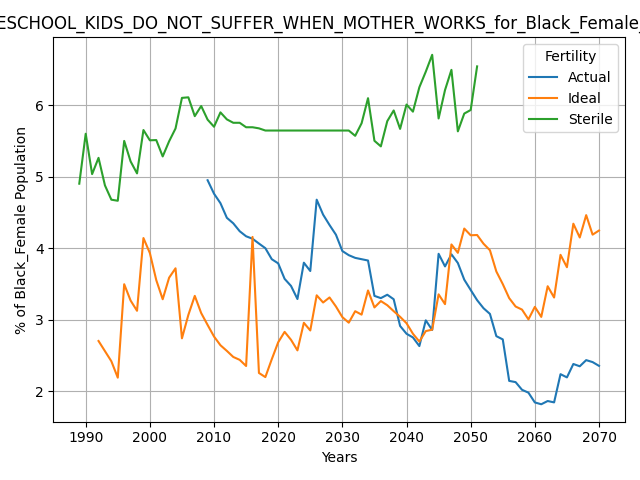 ESCHOOL_KIDS_DO_NOT_SUFFER_WHEN_MOTHER_WORKS_for_Black_Female_
Fertility
Actual
Ideal
Sterile
% of Black_Female Population
6
5
4
3
2
1990 2000 2010 2020 2030 2040 2050 2060 2070
Years